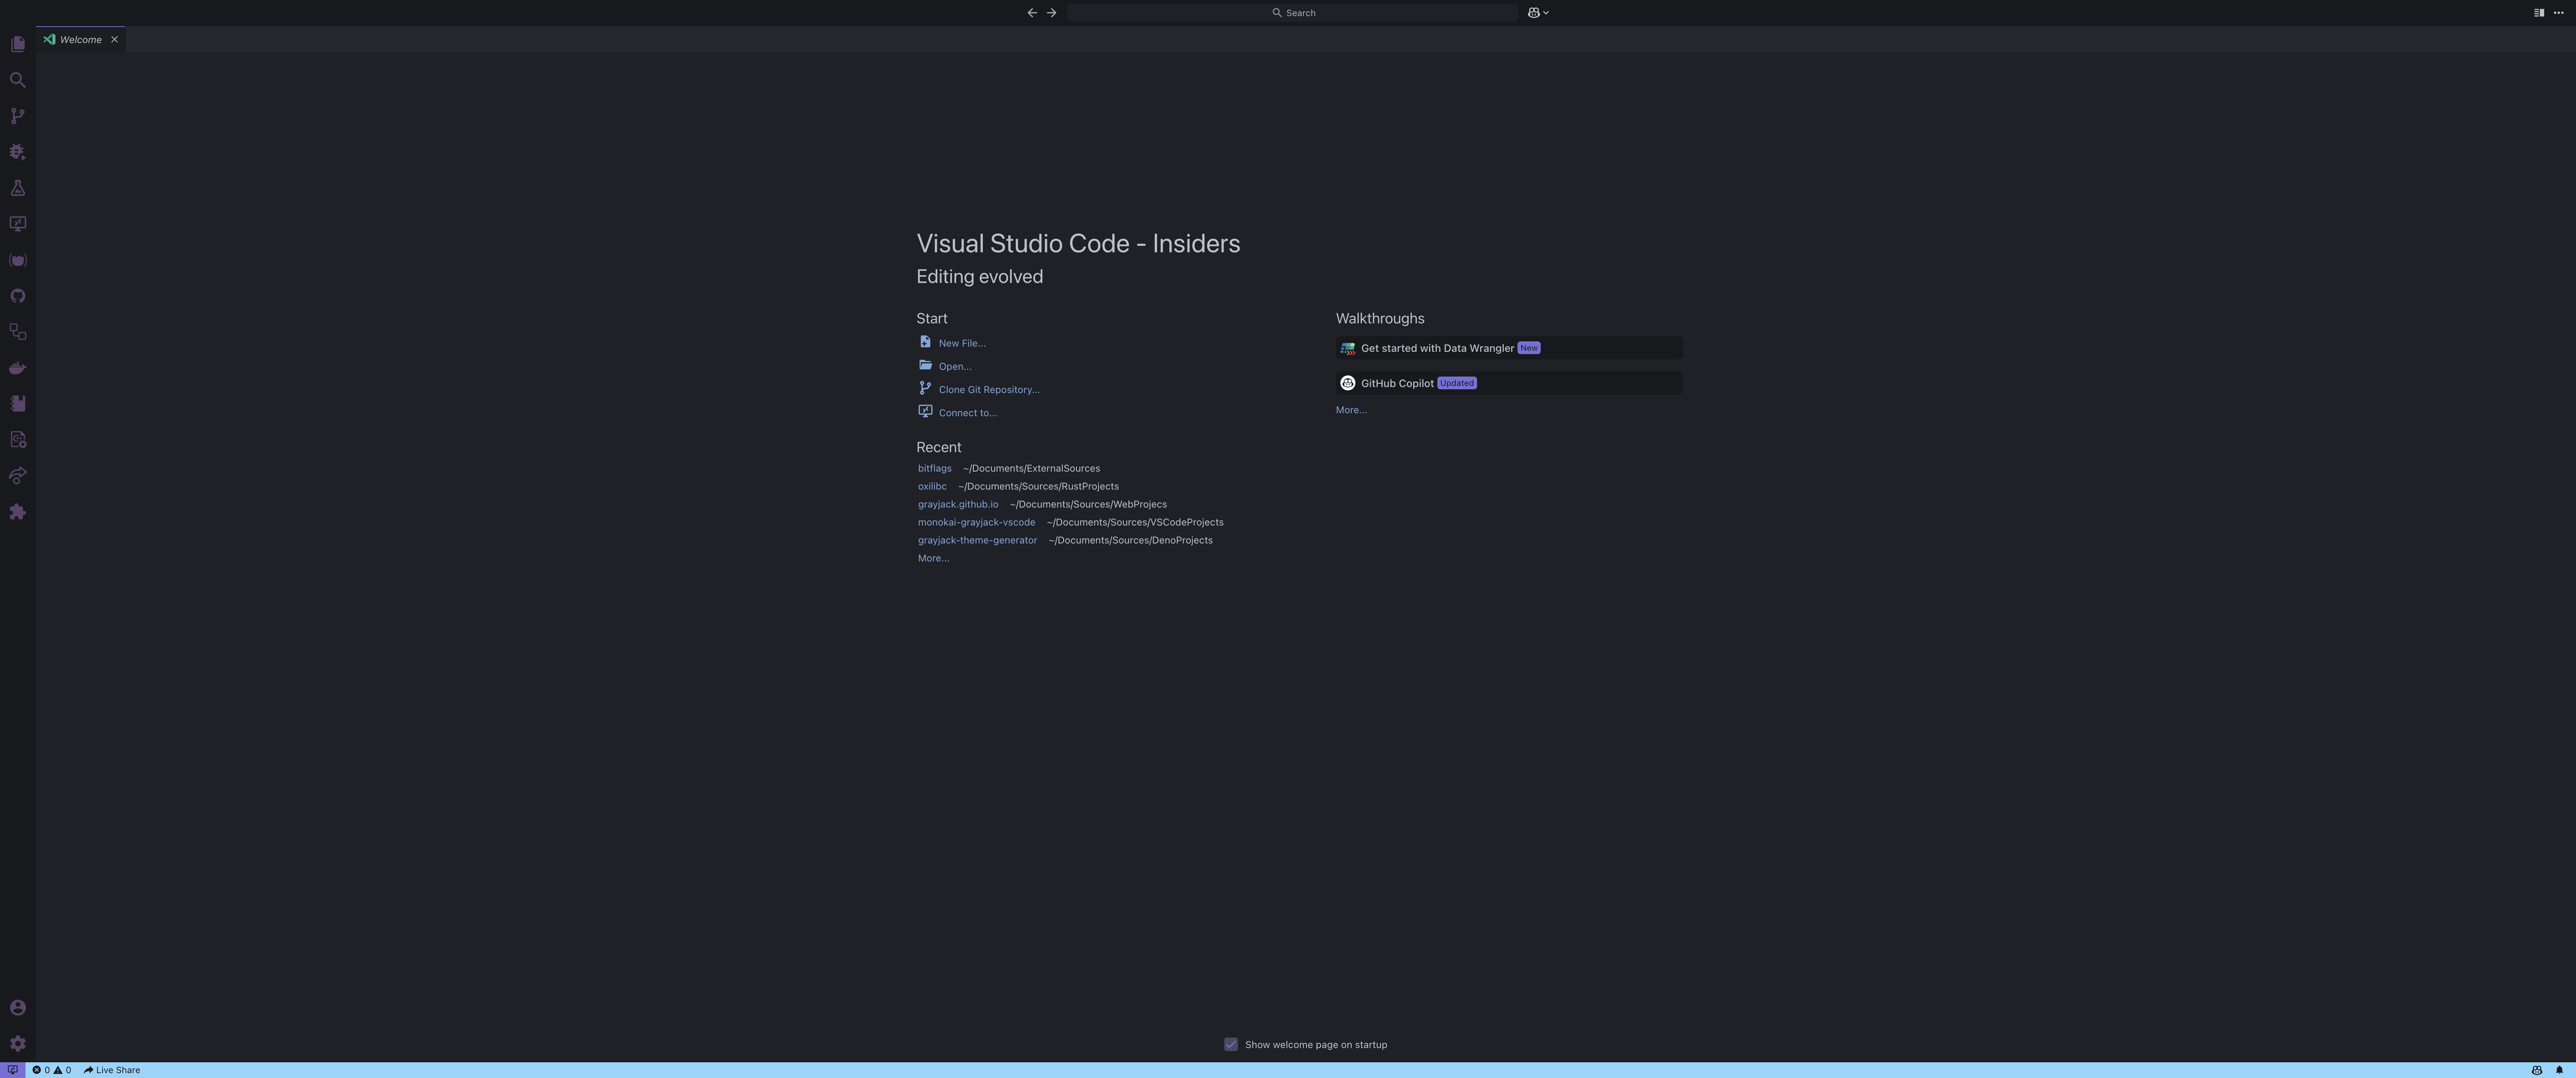 Search
Welcome
Visual Studio Code - Insiders
Editing evolved
Start
New File...
Open...
Clone Git Repository...
Connect to...
Recent
bitflags ~/Documents/ExternalSources
oxilibc ~/Documents/Sources/RustProjects
grayjack.github.io ~/Documents/Sources/WebProjecs
monokai-grayjack-vscode ~/Documents/Sources/VSCodeProjects
grayjack-theme-generator ~/Documents/Sources/DenoProjects
More...
Walkthroughs
Get started with Data Wrangler New
GitHub Copilot Updated
More...
Show welcome page on startup
0 0 Live Share